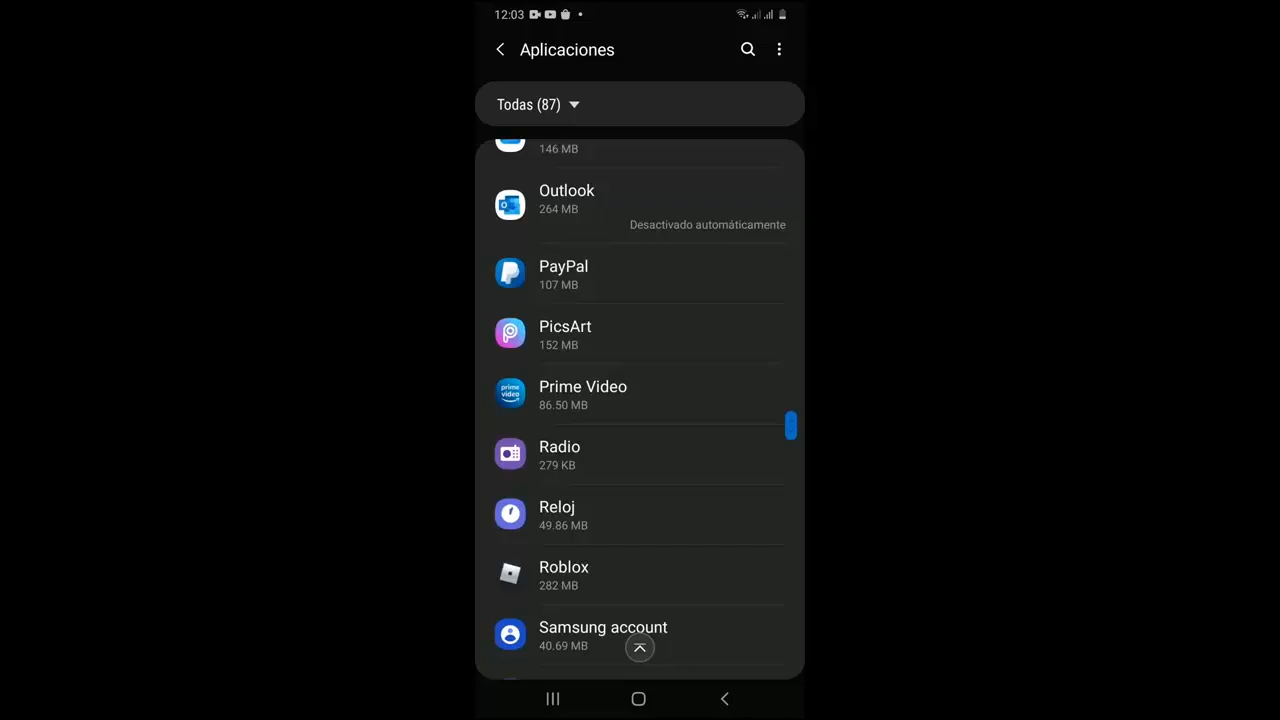 12:03
Aplicaciones
Todas (87)
146 MB
Outlook
264 MB
Desactivado automáticamente
PayPal
107 MB
PicsArt
152 MB
prime
video
Prime Video
86.50 MB
Radio
279 KB
Reloj
49.86 MB
Roblox
282 MB
Samsung account
40.69 MB